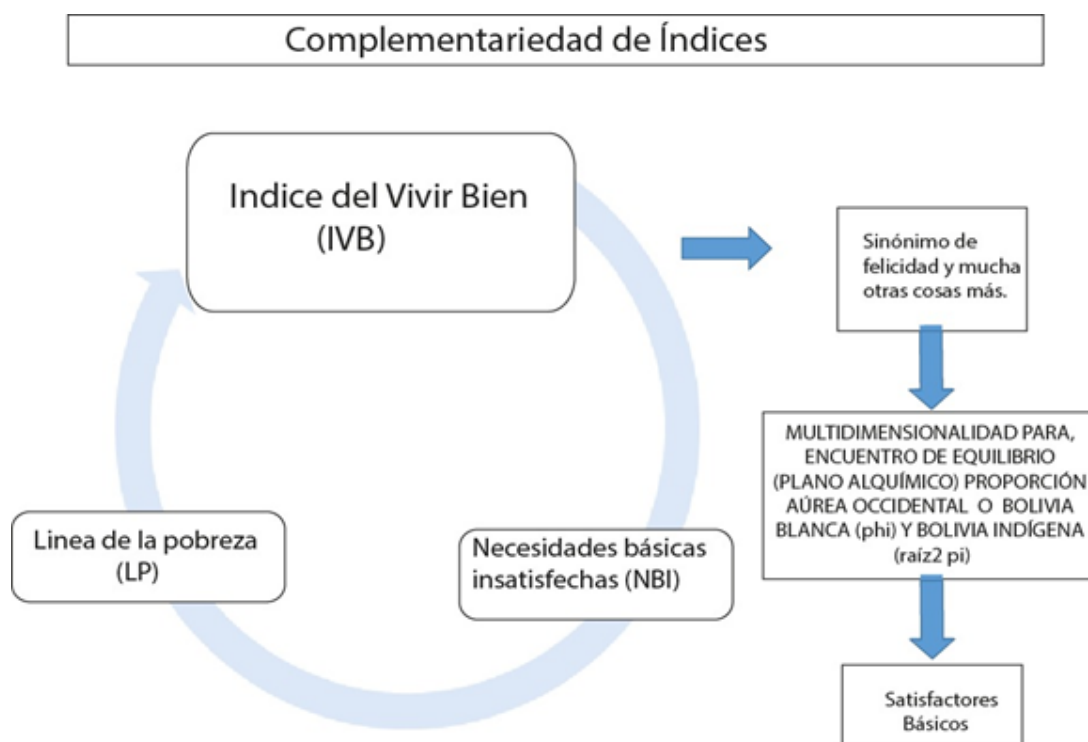 Complementariedad de Índices
Indice del Vivir Bien
(IVB)
Sinónimo de
felicidad y mucha
otras cosas más.
MULTIDIMENSIONALIDAD PARA,
ENCUENTRO DE EQUILIBRIO
(PLANO ALQUÍMICO) PROPORCIÓN
AÚREA OCCIDENTAL O BOLIVIA
BLANCA (phi) Y BOLIVIA INDÍGENA
(raíz2 pi)
Linea de la pobreza
(LP)
Necesidades básicas
insatisfechas (NBI)
Satisfactores
Básicos